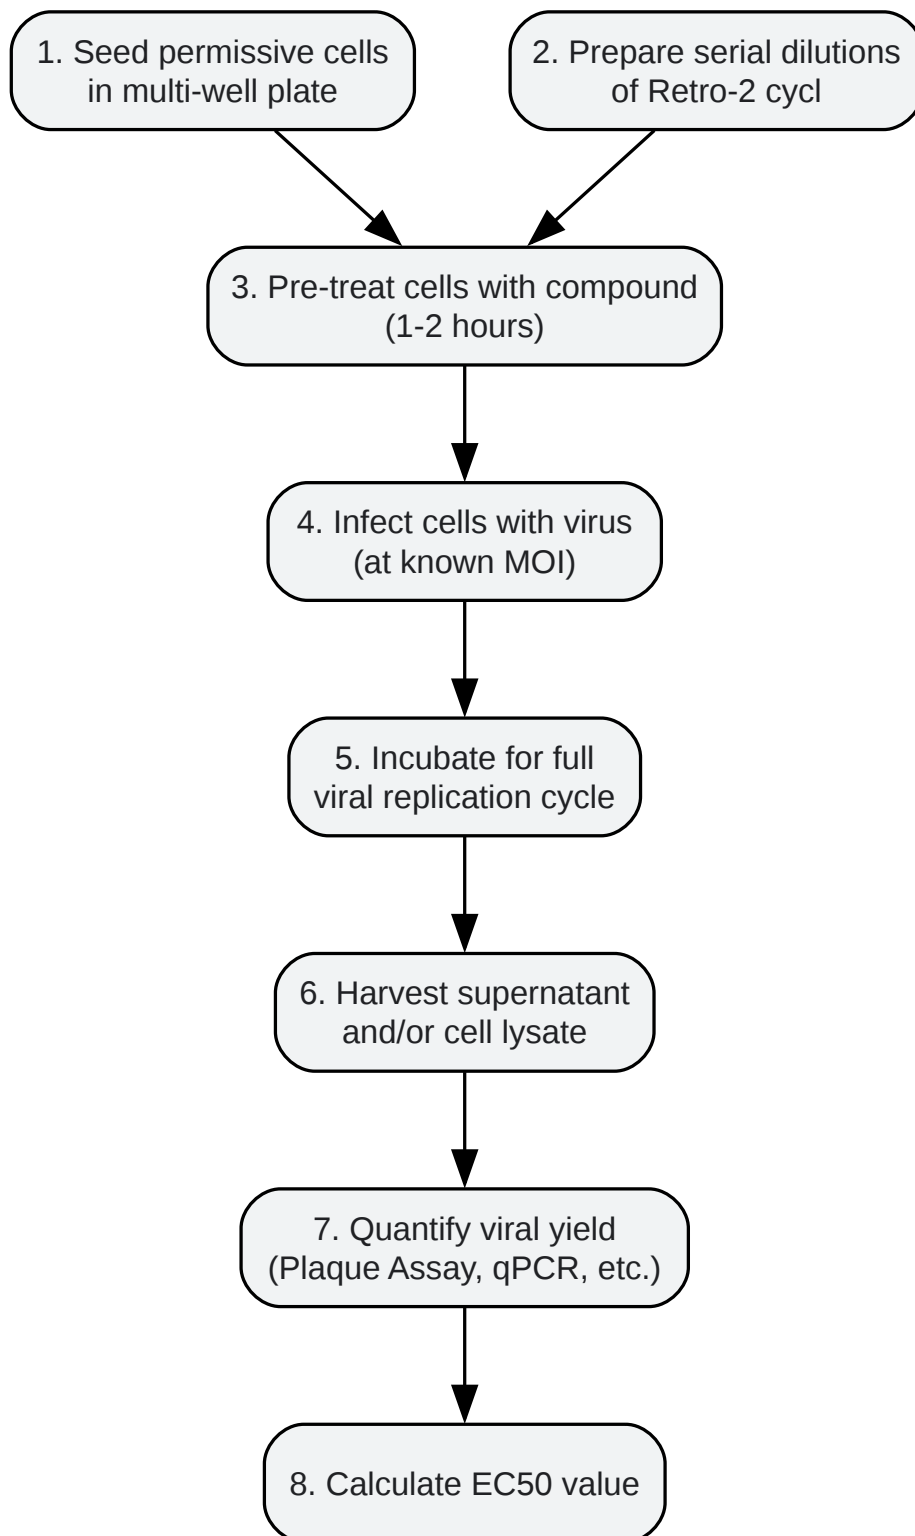 1. Seed permissive cells
in multi-well plate
2. Prepare serial dilutions
of Retro-2 cycl
3. Pre-treat cells with compound
(1-2 hours)
4. Infect cells with virus
(at known MOI)
5. Incubate for full
viral replication cycle
6. Harvest supernatant
and/or cell lysate
7. Quantify viral yield
(Plaque Assay, qPCR, etc.)
8. Calculate EC50 value